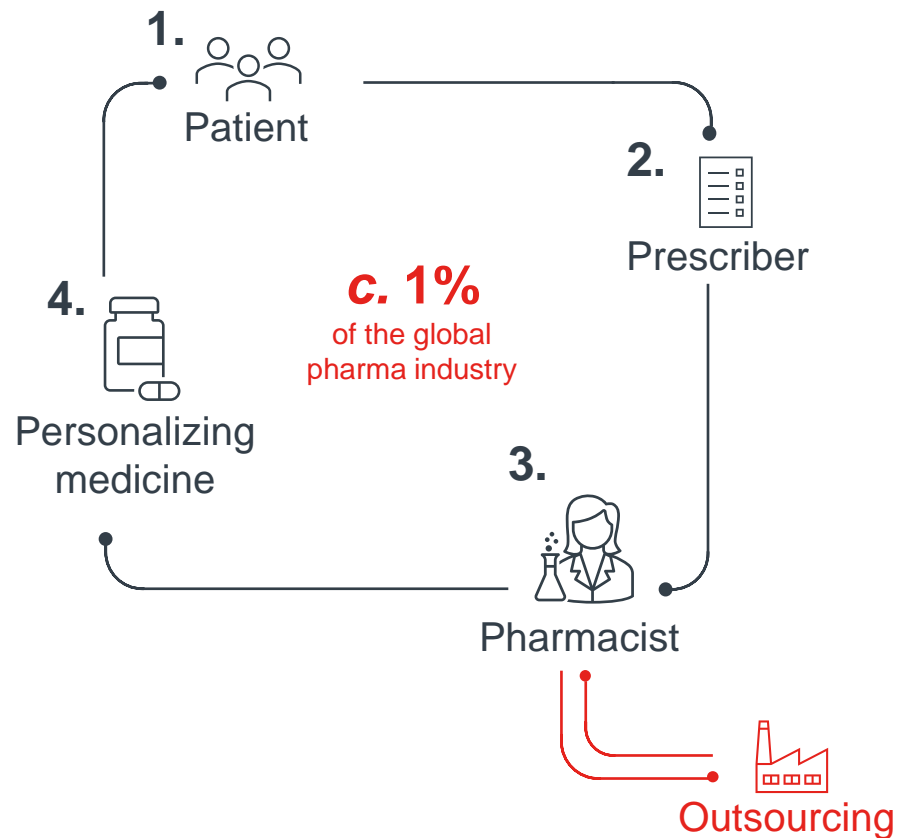 1.
Patient
2.
Prescriber
c. 1%
of the global
pharma industry
4.
Personalizing
medicine
3.
Pharmacist
Outsourcing